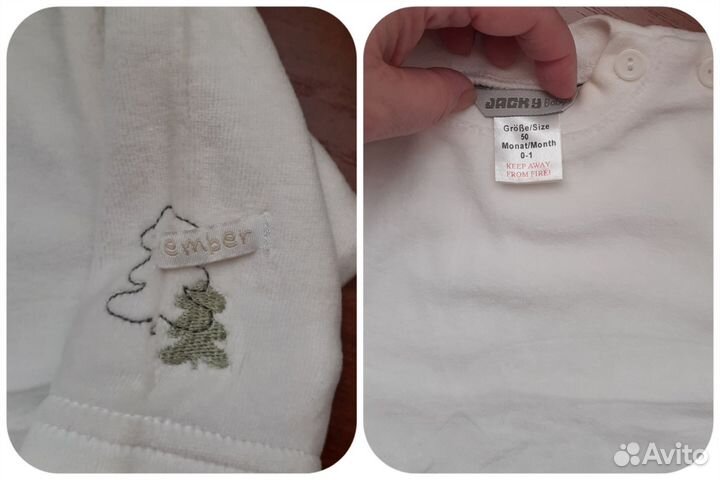 ember
JACKY Baby
Größe/Size
50
Monat/Month
0-1
KEEP AWAY
FROM FIRE!
Avito